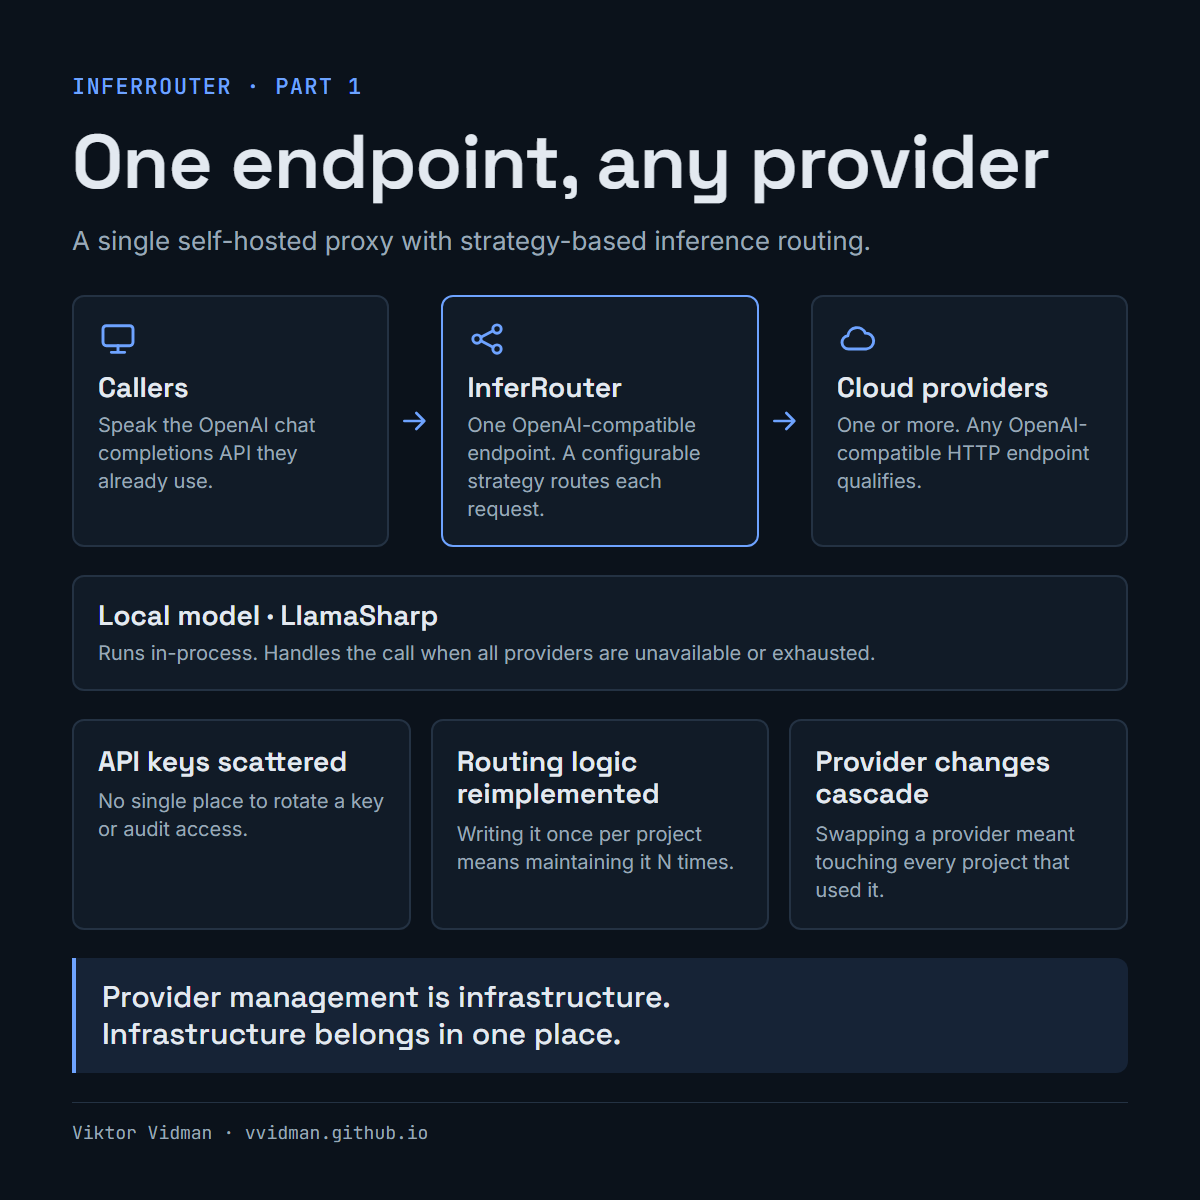 INFERROUTER · PART 1
One endpoint, any provider
A single self-hosted proxy with strategy-based inference routing.
Callers
Speak the OpenAI chat
completions API they
already use.
InferRouter
One OpenAI-compatible
endpoint. A configurable
strategy routes each
request.
Cloud providers
One or more. Any OpenAI-
compatible HTTP endpoint
qualifies.
Local model · LlamaSharp
Runs in-process. Handles the call when all providers are unavailable or exhausted.
API keys scattered
No single place to rotate a key
or audit access.
Routing logic
reimplemented
Writing it once per project
means maintaining it N times.
Provider changes
cascade
Swapping a provider meant
touching every project that
used it.
Provider management is infrastructure.
Infrastructure belongs in one place.
Viktor Vidman · vvidman.github.io